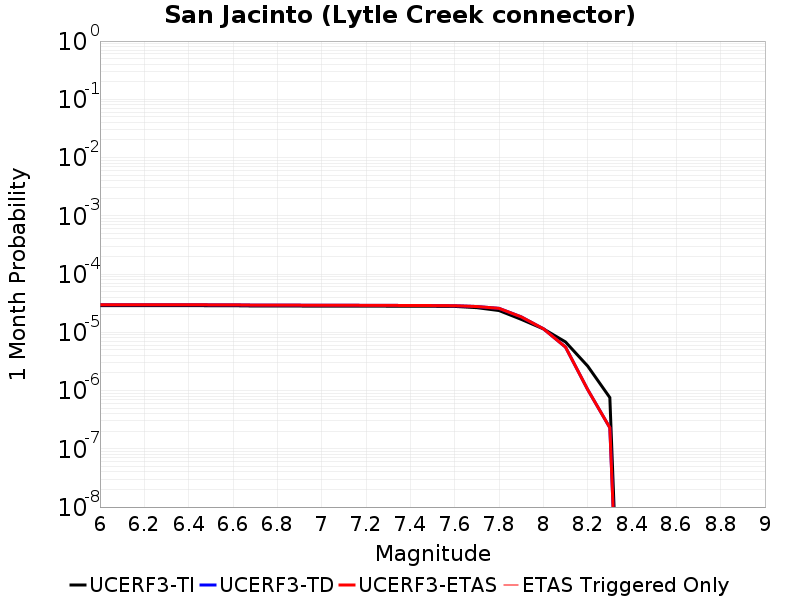 San Jacinto (Lytle Creek connector)
1 Month Probability
10^0
10^-1
10^-2
10^-3
10^-4
10^-5
10^-6
10^-7
10^-8
6 6.2 6.4 6.6 6.8 7 7.2 7.4 7.6 7.8 8 8.2 8.4 8.6 8.8 9
Magnitude
UCERF3-TI UCERF3-TD UCERF3-ETAS ETAS Triggered Only